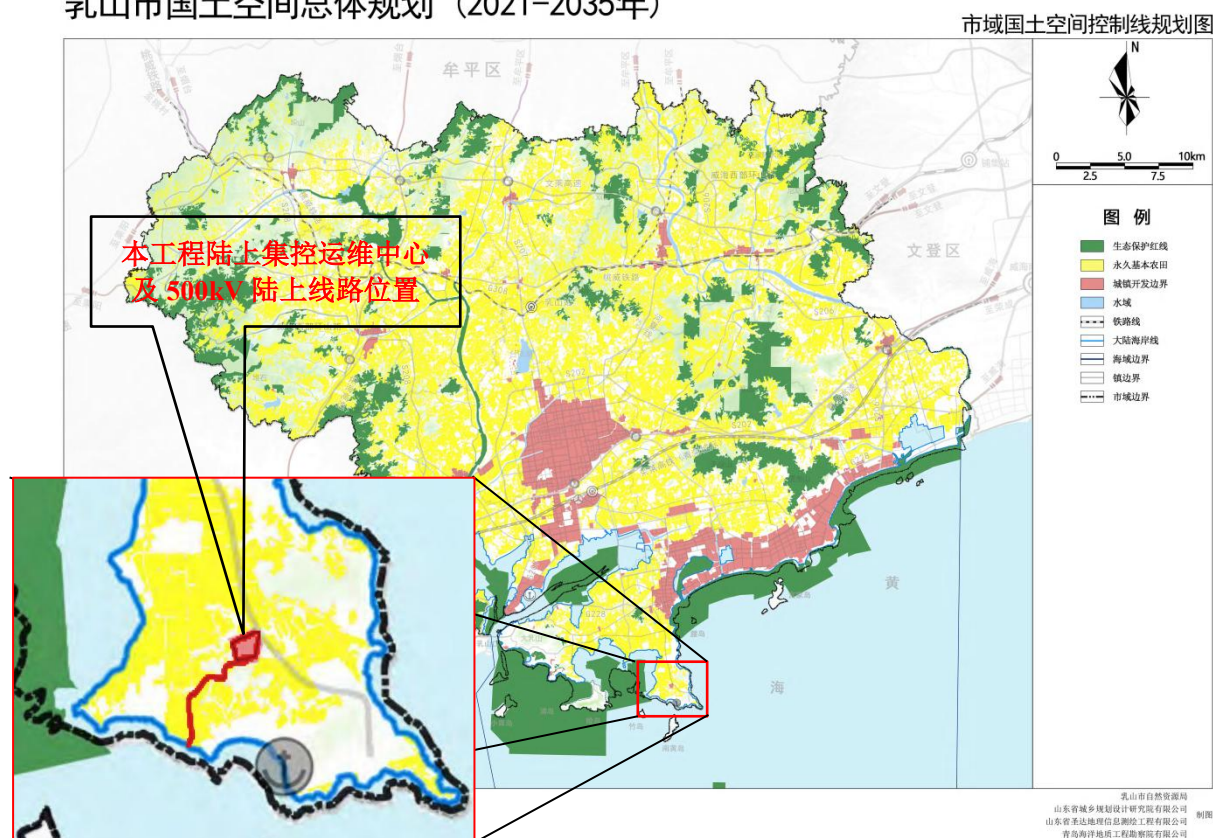 乳山市国土空间总体规划（2021-2035年）
市域国土空间控制线规划图
N
0 5.0 10km
2.5 7.5
图 例
生态保护红线
永久基本农田
城镇开发边界
水域
铁路线
大陆海岸线
海域边界
镇边界
市域边界
牟平区
文登区
本工程陆上集控运维中心
及 500kV 陆上线路位置
G228
S202
S206
黄
海
竹岛
南黄岛
乳山市自然资源局
山东省城乡规划设计研究院有限公司
山东省圣达地理信息测绘工程有限公司
青岛海洋地质工程勘察院有限公司
制图